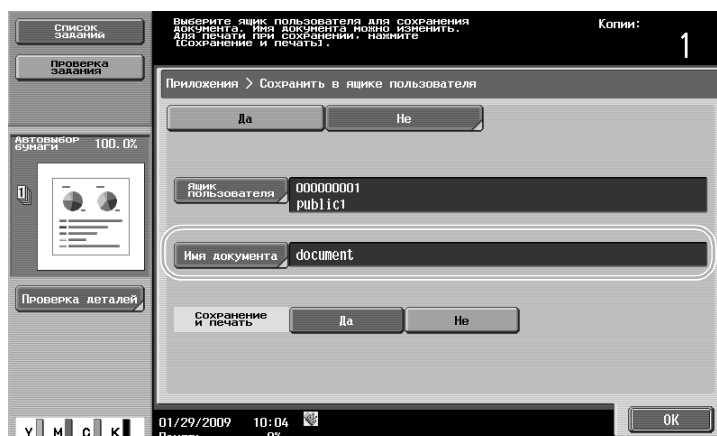 Список
заданий
Проверка
задания
Выберите ящик пользователя для сохранения
документа. Имя документа можно изменить.
Для печати при сохранении, нажмите
[Сохранение и печать].
Копии:
1
Приложения > Сохранить в ящике пользователя
Да
Не
Автовыбор
бумаги
100.0%
1
Ящик
пользователя
000000001
public1
Имя документа
document
Проверка деталей
Сохранение
и печать
Да
Не
Y M C K
01/29/2009 10:04
Память 0%
OK